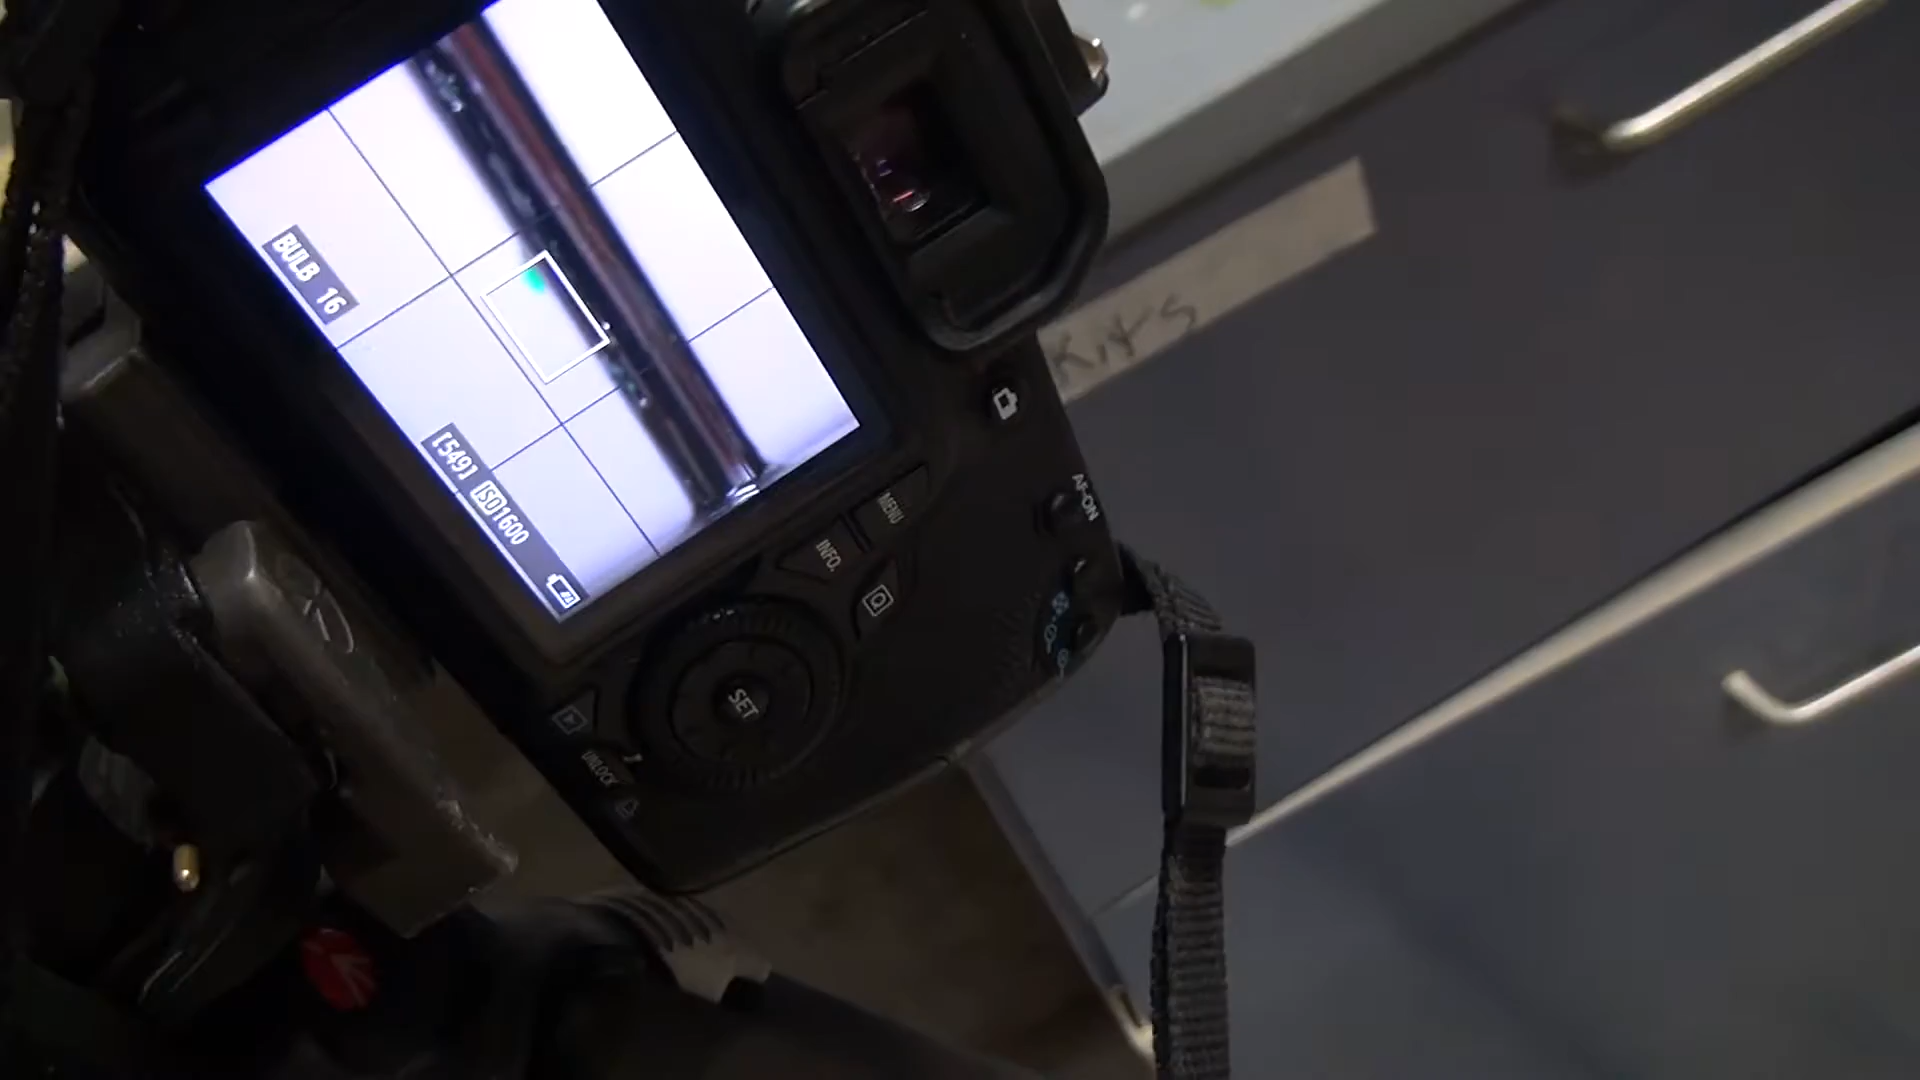 BULB 16
[549] ISO 1600
MENU
INFO.
Q
SET
UNLOCK
AF-ON
Kits